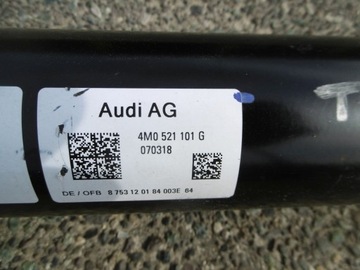 Audi AG
4M0 521 101 G
070318
DE / OFB 8 753 12 01 84 003E 64